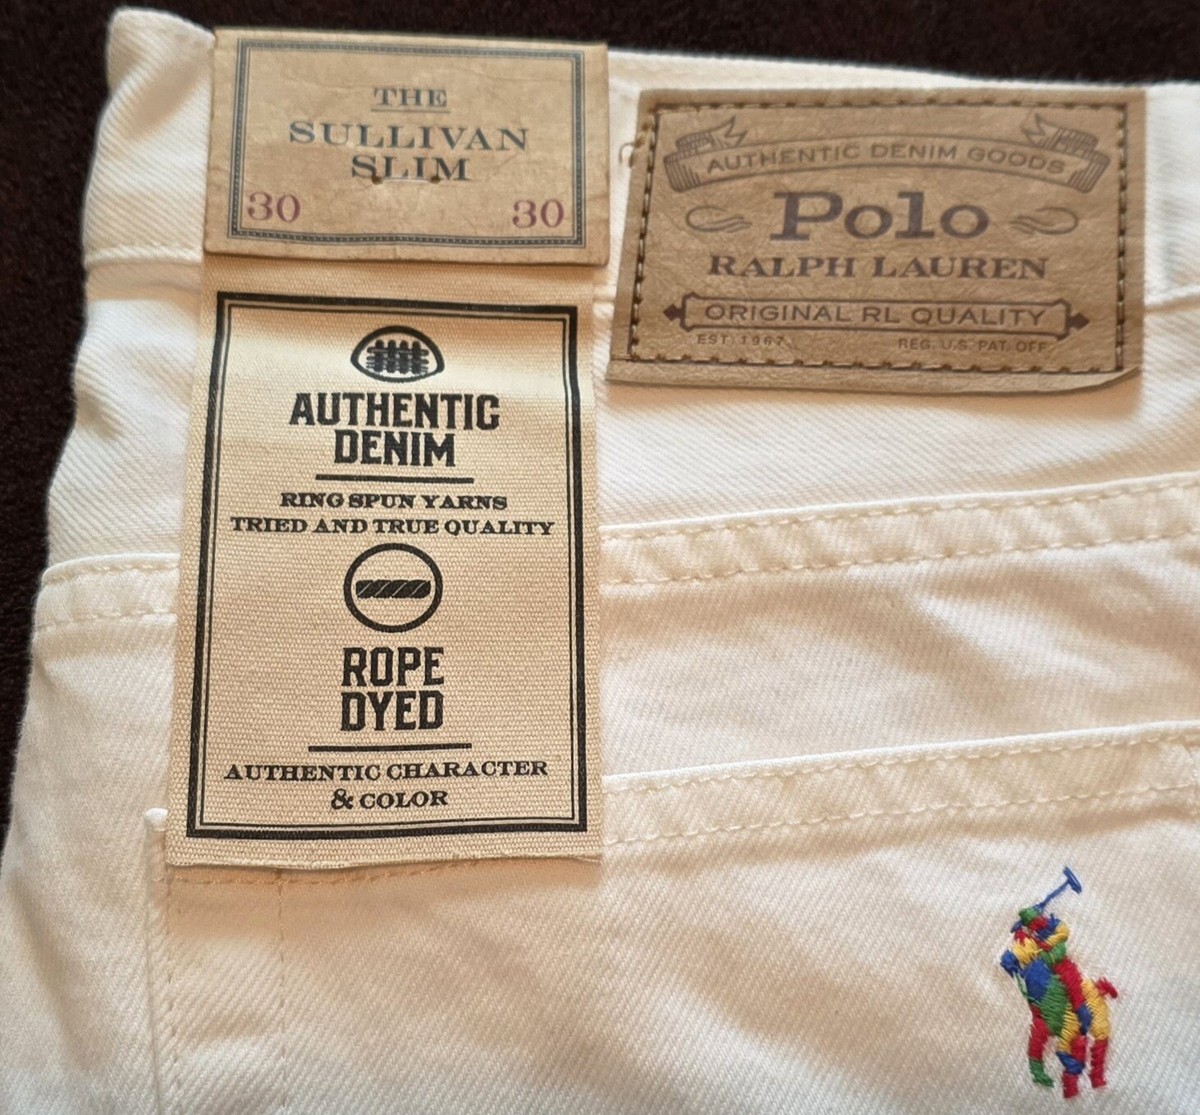 THE
SULLIVAN
SLIM
30 30
AUTHENTIC
DENIM
RING SPUN YARNS
TRIED AND TRUE QUALITY
ROPE
DYED
AUTHENTIC CHARACTER
& COLOR
AUTHENTIC DENIM GOODS
Polo
RALPH LAUREN
ORIGINAL RL QUALITY
EST. 1967 REG. U.S. PAT. OFF.